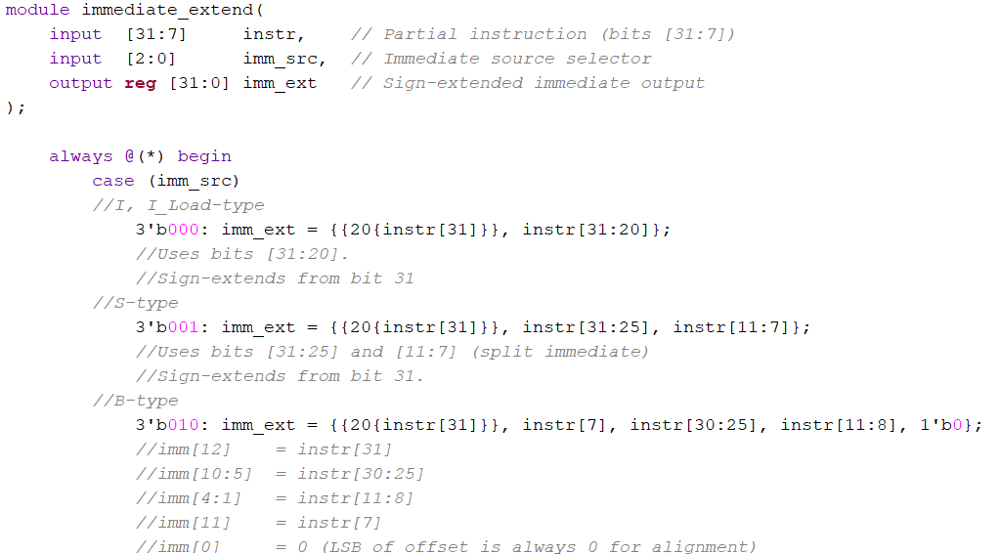 module immediate_extend(
    input  [31:7]     instr,    // Partial instruction (bits [31:7])
    input  [2:0]      imm_src,  // Immediate source selector
    output reg [31:0] imm_ext   // Sign-extended immediate output
);
    always @(*) begin
        case (imm_src)
        //I, I_Load-type
            3'b000: imm_ext = {{20{instr[31]}}, instr[31:20]};
            //Uses bits [31:20].
            //Sign-extends from bit 31
        //S-type
            3'b001: imm_ext = {{20{instr[31]}}, instr[31:25], instr[11:7]};
            //Uses bits [31:25] and [11:7] (split immediate)
            //Sign-extends from bit 31.
        //B-type
            3'b010: imm_ext = {{20{instr[31]}}, instr[7], instr[30:25], instr[11:8], 1'b0};
            //imm[12]    = instr[31]
            //imm[10:5]  = instr[30:25]
            //imm[4:1]   = instr[11:8]
            //imm[11]    = instr[7]
            //imm[0]     = 0 (LSB of offset is always 0 for alignment)